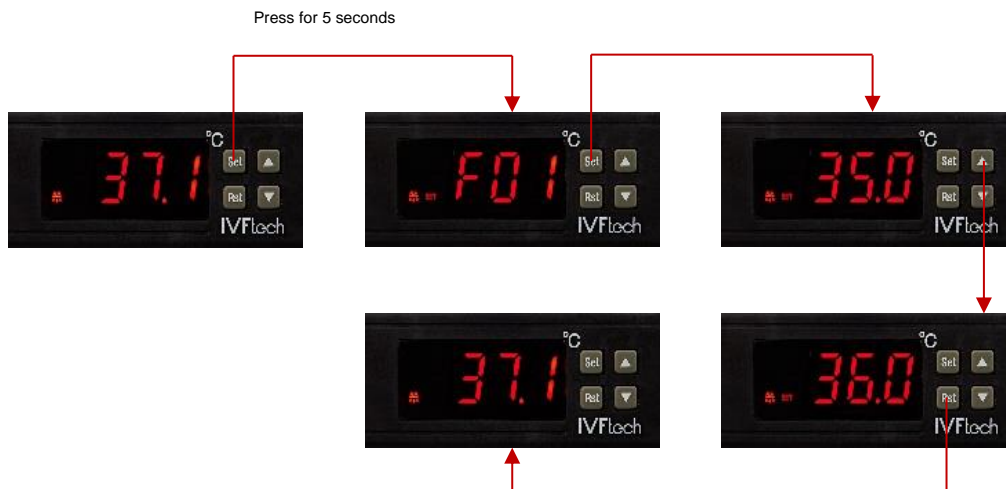 Press for 5 seconds
37.1 °C Set Rst IVFtech
F01 °C Set Rst IVFtech
35.0 °C Set Rst IVFtech
37.1 °C Set Rst IVFtech
36.0 °C Set Rst IVFtech